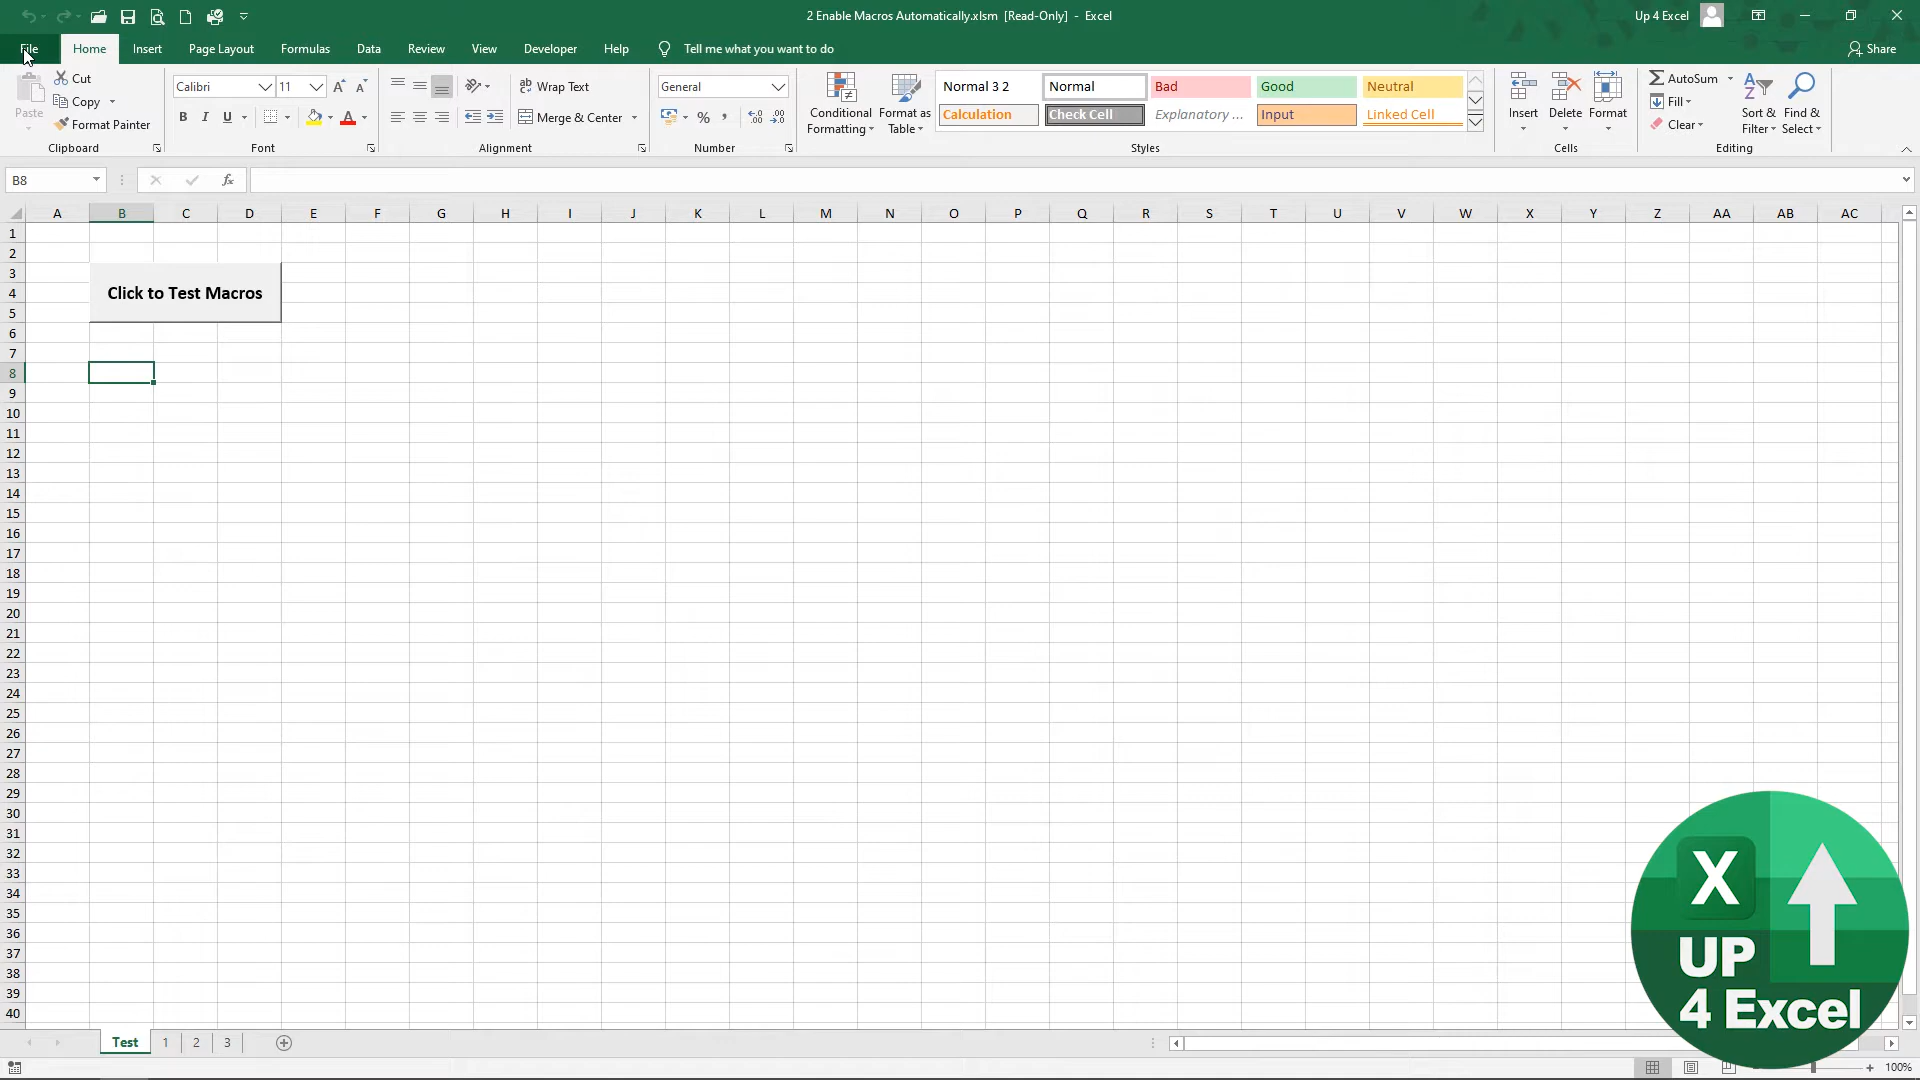 2 Enable Macros Automatically.xlsm [Read-Only] - Excel
Up 4 Excel
File Home Insert Page Layout Formulas Data Review View Developer Help Tell me what you want to do
Share
Paste
Cut
Copy
Format Painter
Clipboard
Calibri 11
B I U A
Font
Wrap Text
Merge & Center
Alignment
General
%
Number
Conditional Formatting
Format as Table
Normal 3 2 Normal Bad Good Neutral
Calculation Check Cell Explanatory ... Input Linked Cell
Styles
Insert Delete Format
Cells
AutoSum
Fill
Clear
Sort & Filter
Find & Select
Editing
B8
fx
A B C D E F G H I J K L M N O P Q R S T U V W X Y Z AA AB AC
1
2
3
4
5
6
7
8
9
10
11
12
13
14
15
16
17
18
19
20
21
22
23
24
25
26
27
28
29
30
31
32
33
34
35
36
37
38
39
40
Click to Test Macros
X
UP
4 Excel
Test 1 2 3
100%